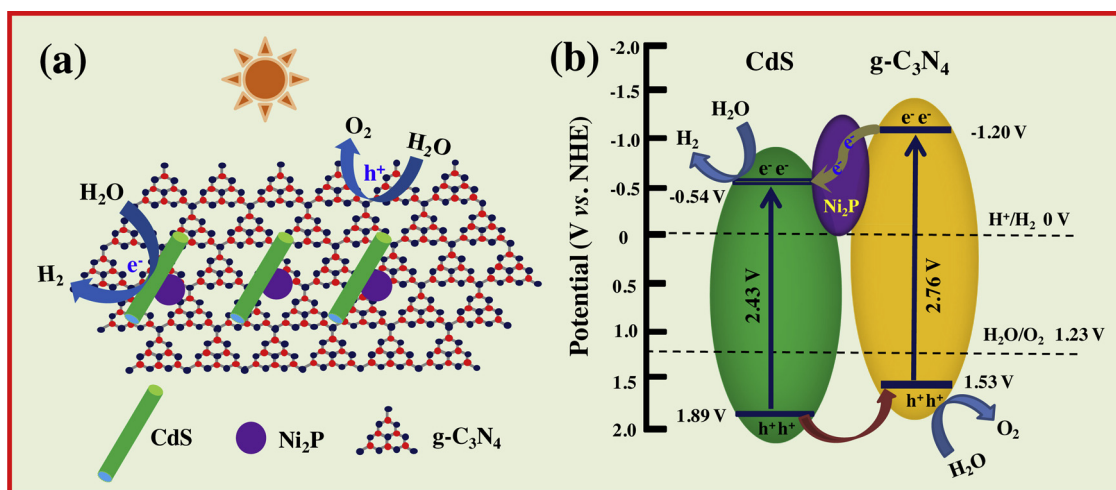 (a)
O₂
H₂O
h⁺
H₂O
e⁻
H₂
CdS
Ni₂P
g-C₃N₄
(b)
CdS
g-C₃N₄
Potential (V vs. NHE)
-2.0
-1.5
-1.0
-0.5
0
0.5
1.0
1.5
2.0
H₂O
H₂
e⁻ e⁻
-0.54 V
2.43 V
1.89 V
h⁺h⁺
e⁻
e⁻
Ni₂P
e⁻ e⁻
-1.20 V
H⁺/H₂ 0 V
2.76 V
H₂O/O₂ 1.23 V
1.53 V
h⁺h⁺
O₂
H₂O